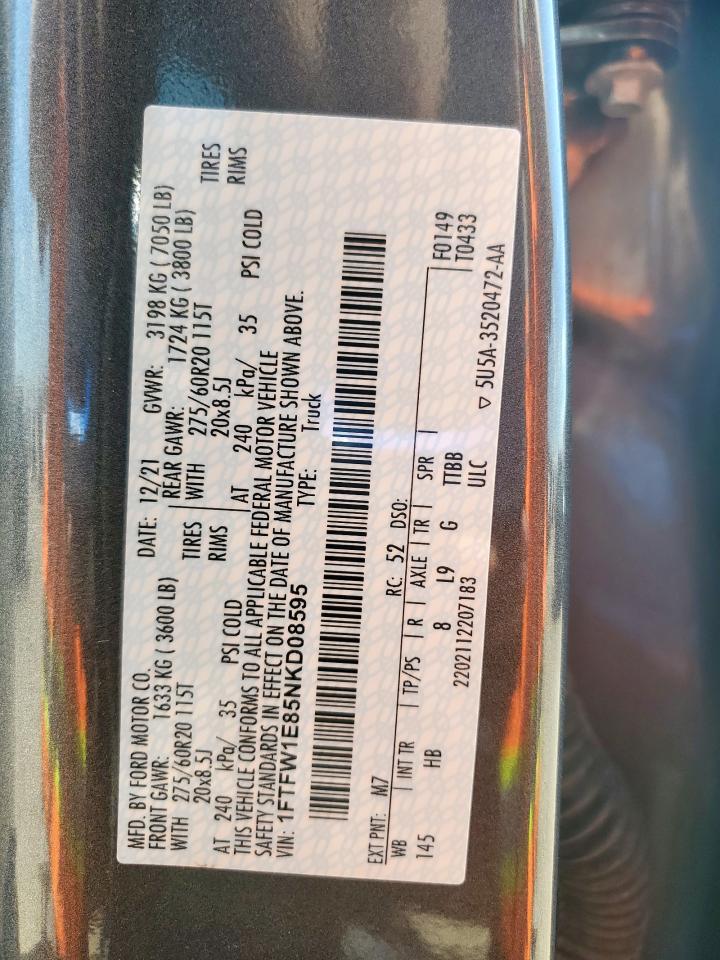 MFD. BY FORD MOTOR CO. DATE: 12/21 GVWR: 3198 KG ( 7050 LB)
FRONT GAWR: 1633 KG ( 3600 LB) REAR GAWR: 1724 KG ( 3800 LB)
WITH 275/60R20 115T TIRES WITH 275/60R20 115T TIRES
20x8.5J RIMS 20x8.5J RIMS
AT 240 kPa/ 35 PSI COLD AT 240 kPa/ 35 PSI COLD
THIS VEHICLE CONFORMS TO ALL APPLICABLE FEDERAL MOTOR VEHICLE
SAFETY STANDARDS IN EFFECT ON THE DATE OF MANUFACTURE SHOWN ABOVE.
VIN: 1FTFW1E85NKD08595 TYPE: Truck
EXT PNT: M7 RC: 52 DSO:
WB INT TR TP/PS R AXLE TR SPR F0149
145 HB 8 L9 G TTBB T0433
ULC
2202112207183 ▽ 5U5A-3520472-AA